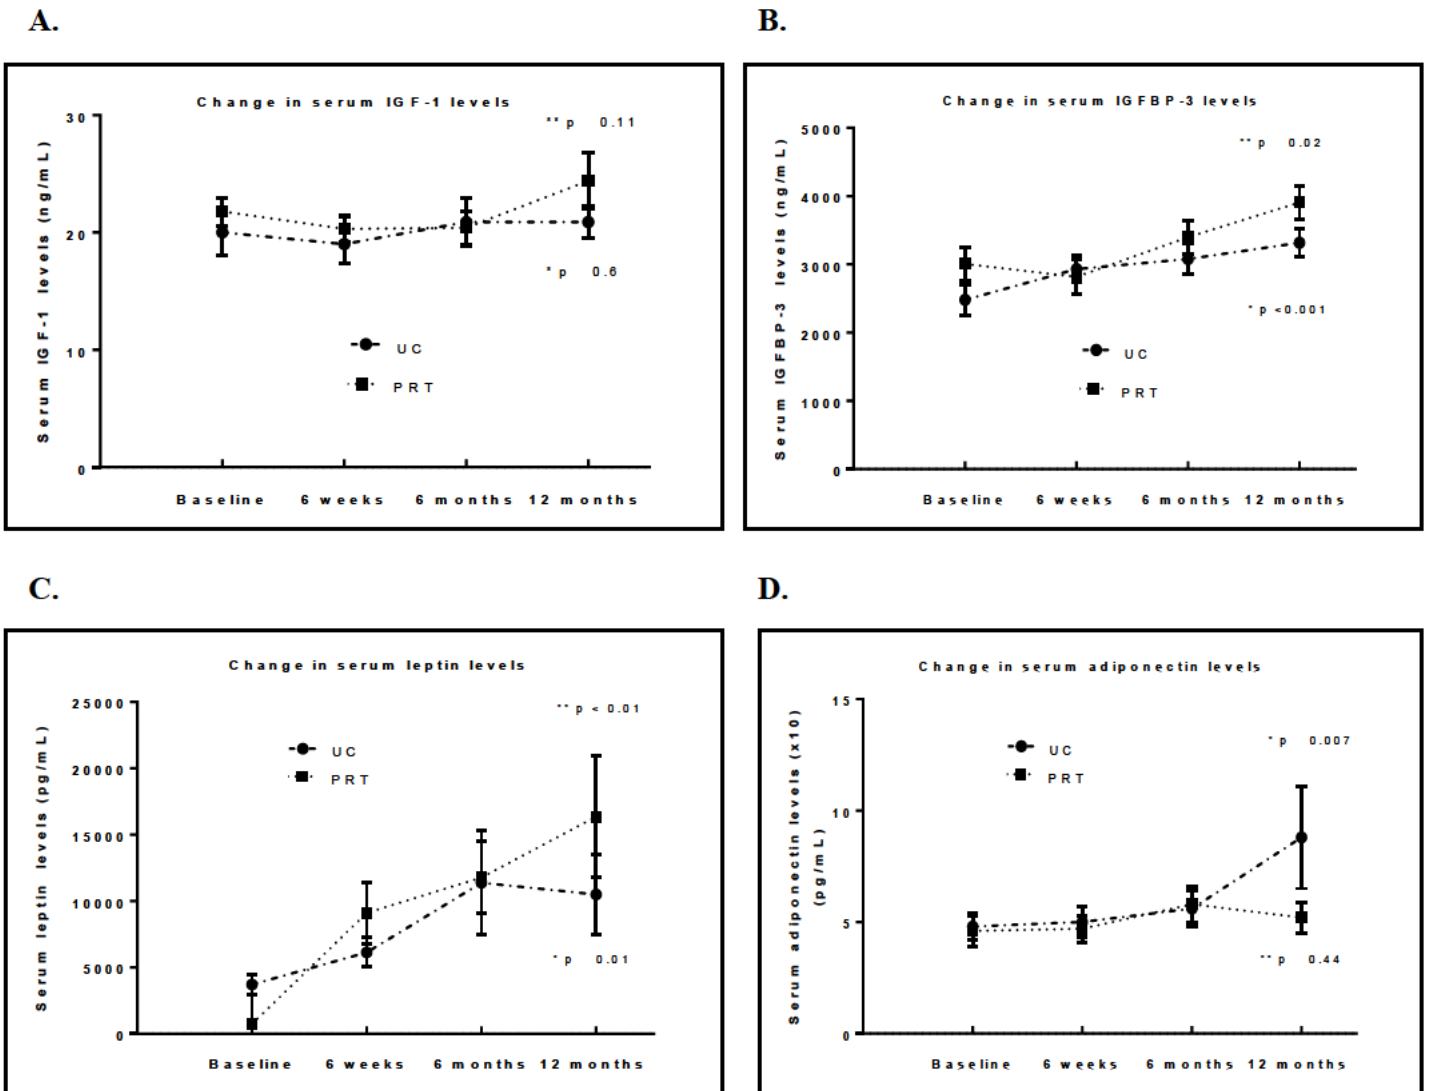 A.
Change in serum IGF-1 levels
Serum IGF-1 levels (ng/mL)
30
20
10
0
** p 0.11
* p 0.6
UC
PRT
Baseline 6 weeks 6 months 12 months
B.
Change in serum IGFBP-3 levels
Serum IGFBP-3 levels (ng/mL)
5000
4000
3000
2000
1000
0
** p 0.02
* p <0.001
UC
PRT
Baseline 6 weeks 6 months 12 months
C.
Change in serum leptin levels
Serum leptin levels (pg/mL)
25000
20000
15000
10000
5000
0
** p < 0.01
* p 0.01
UC
PRT
Baseline 6 weeks 6 months 12 months
D.
Change in serum adiponectin levels
Serum adiponectin levels (x10)
(pg/mL)
15
10
5
0
* p 0.007
** p 0.44
UC
PRT
Baseline 6 weeks 6 months 12 months